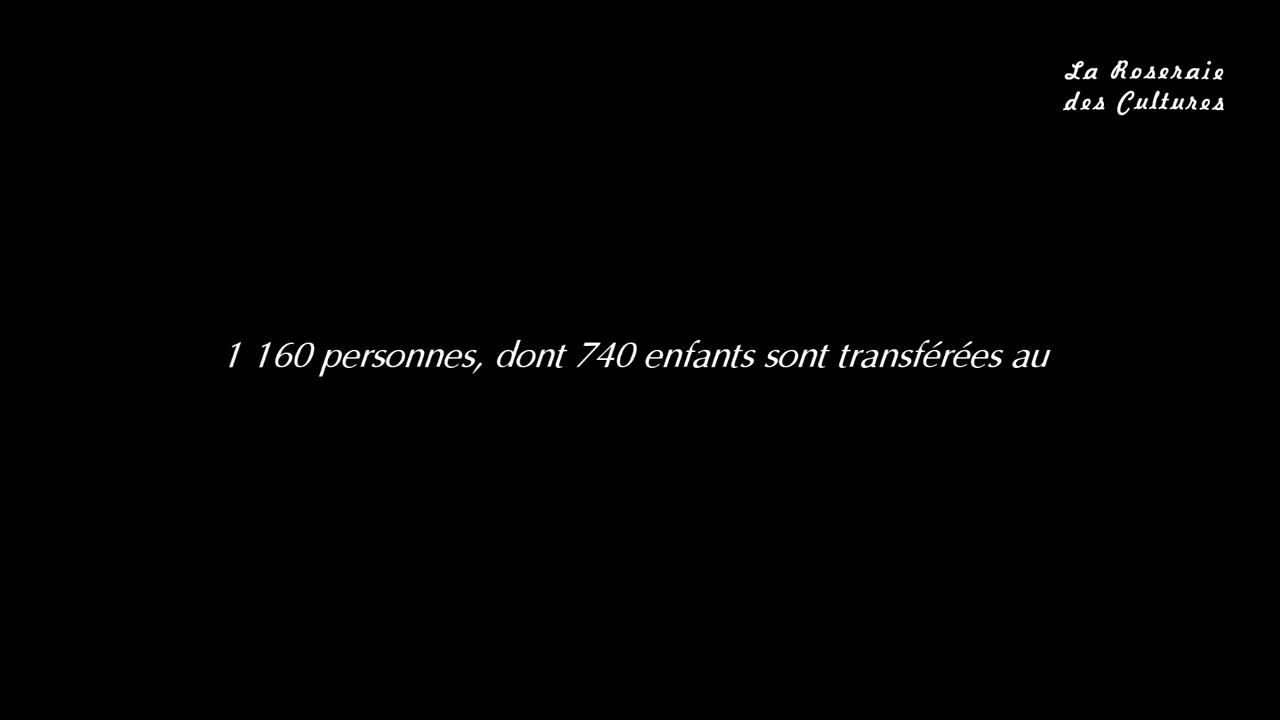 La Roseraie
des Cultures
1 160 personnes, dont 740 enfants sont transférées au